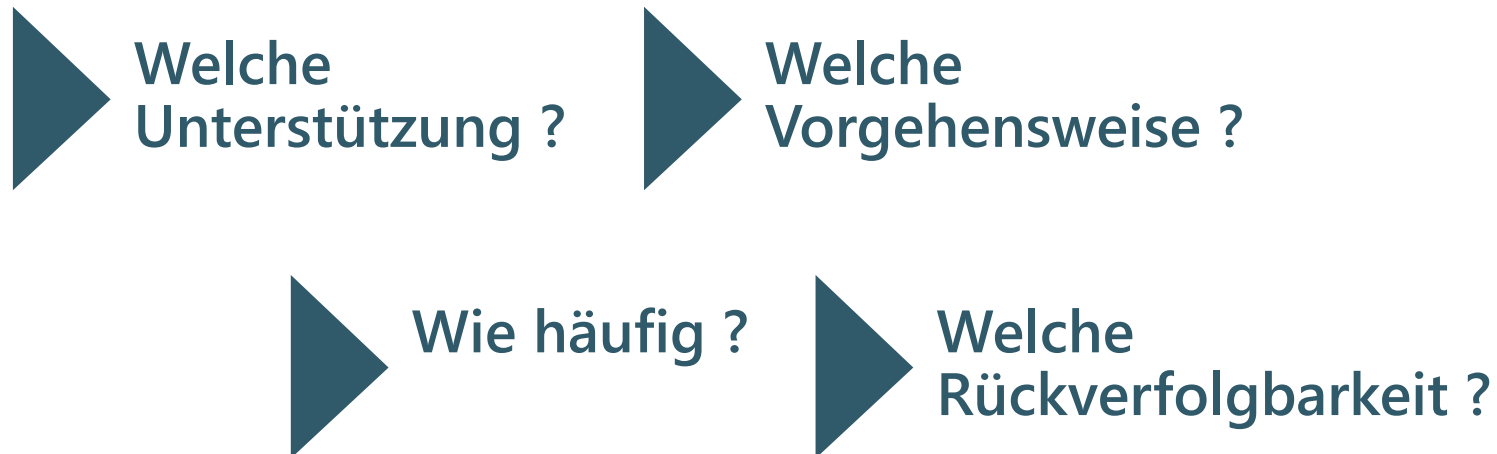 Welche
Unterstützung ?
Welche
Vorgehensweise ?
Wie häufig ?
Welche
Rückverfolgbarkeit ?